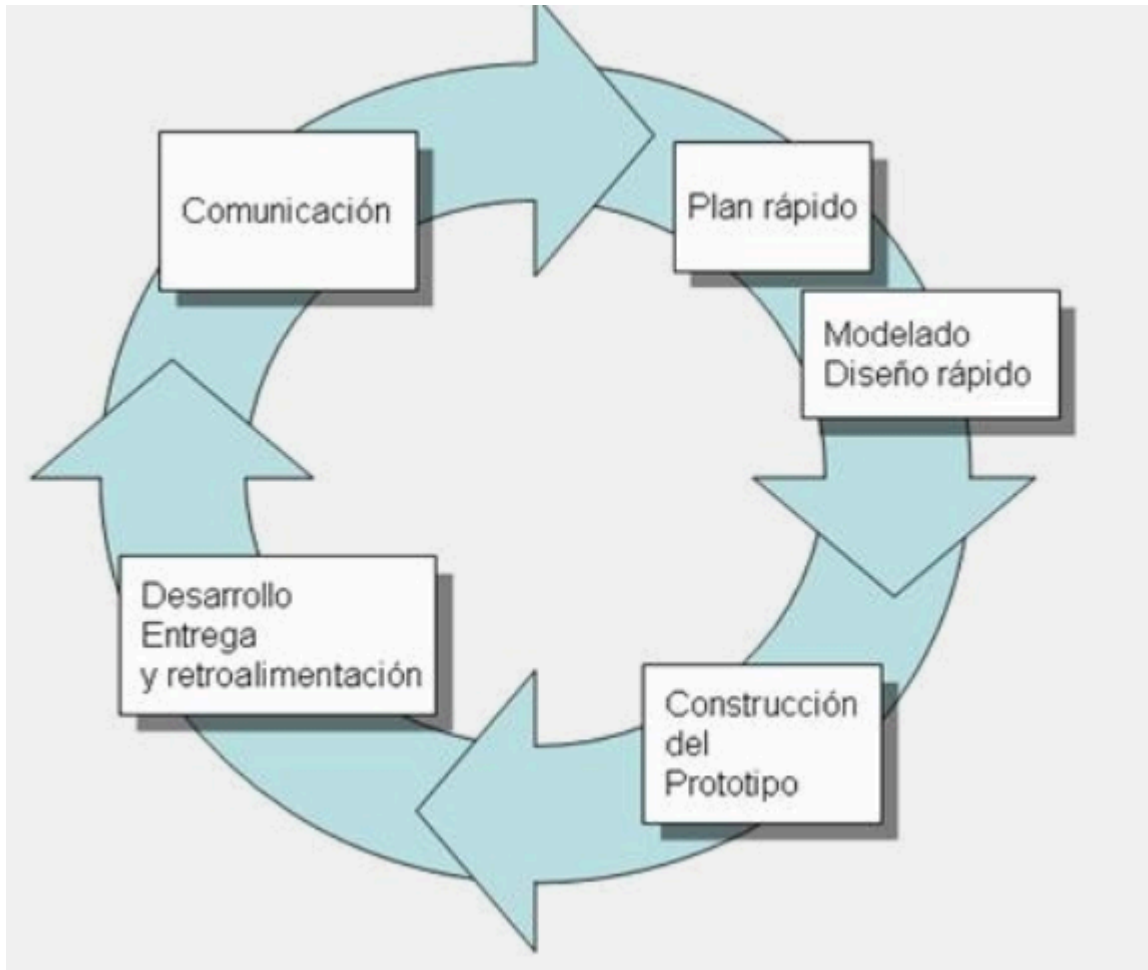 Comunicación
Plan rápido
Modelado
Diseño rápido
Construcción
del
Prototipo
Desarrollo
Entrega
y retroalimentación